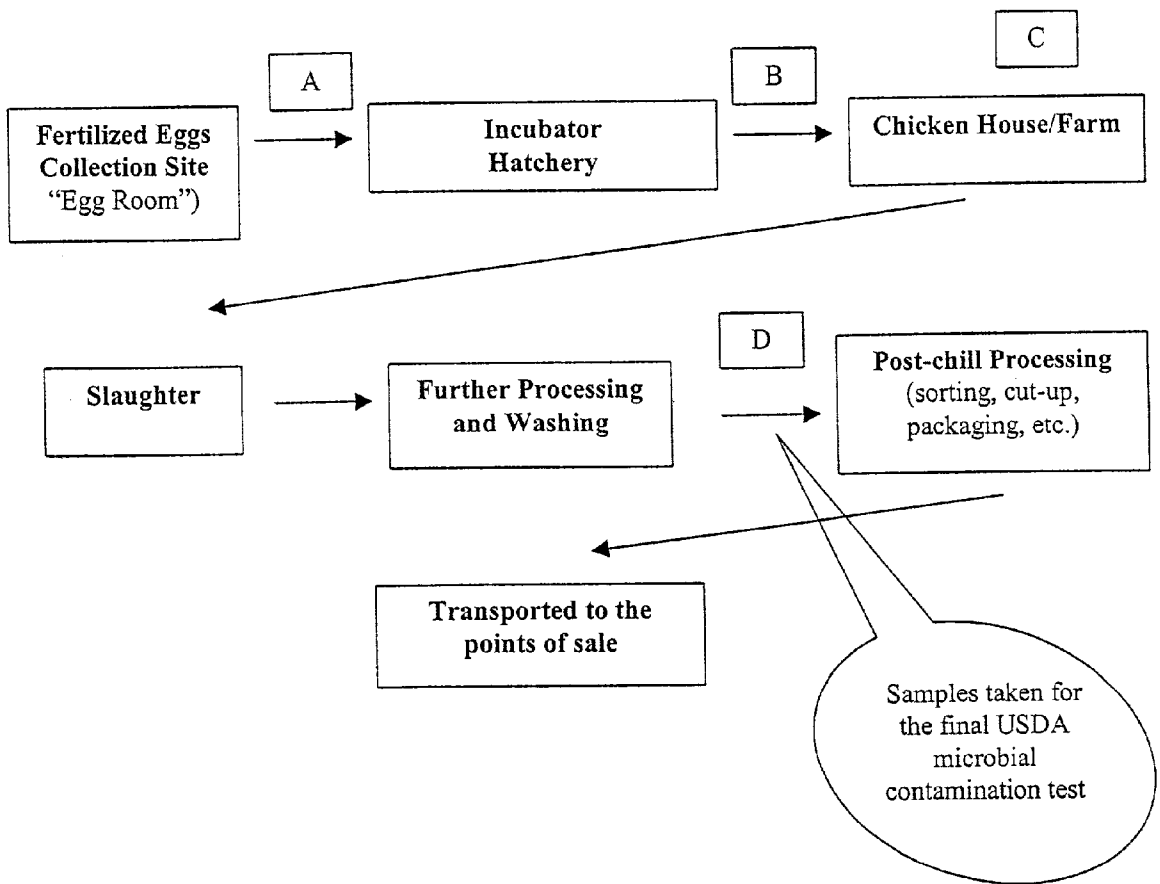 A
B
C
Fertilized Eggs
Collection Site
“Egg Room”)
Incubator
Hatchery
Chicken House/Farm
D
Slaughter
Further Processing
and Washing
Post-chill Processing
(sorting, cut-up,
packaging, etc.)
Transported to the
points of sale
Samples taken for
the final USDA
microbial
contamination test